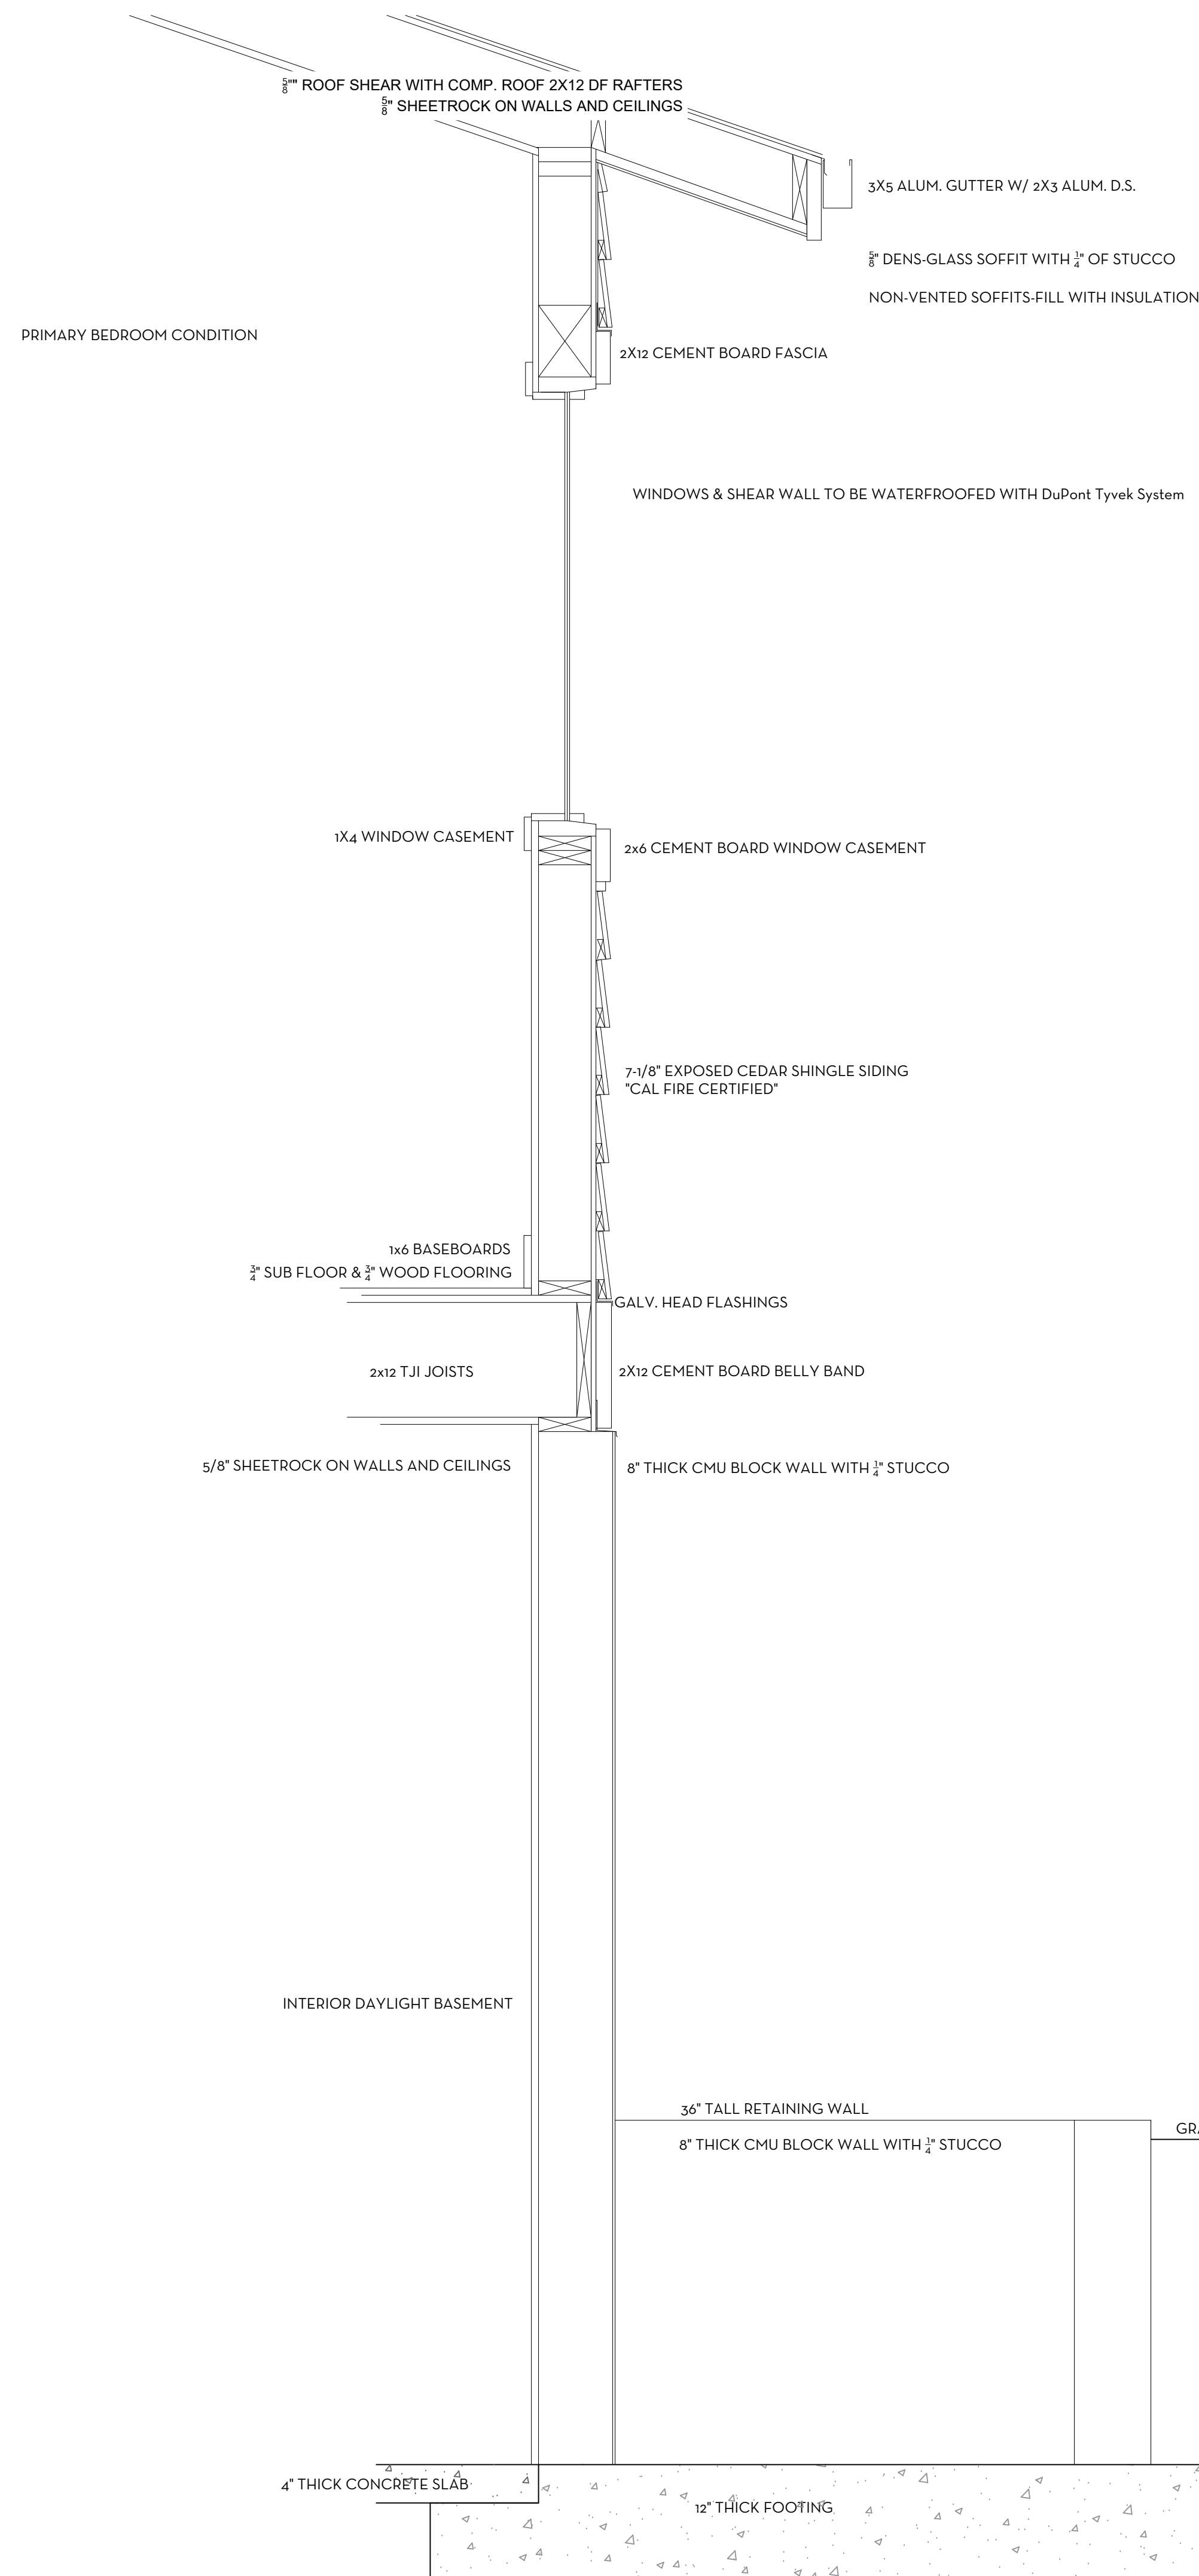 ⅝"" ROOF SHEAR WITH COMP. ROOF 2X12 DF RAFTERS
⅝" SHEETROCK ON WALLS AND CEILINGS
3X5 ALUM. GUTTER W/ 2X3 ALUM. D.S.
⅝" DENS-GLASS SOFFIT WITH ¼" OF STUCCO
NON-VENTED SOFFITS-FILL WITH INSULATION
PRIMARY BEDROOM CONDITION
2X12 CEMENT BOARD FASCIA
WINDOWS & SHEAR WALL TO BE WATERFROOFED WITH DuPont Tyvek System
1X4 WINDOW CASEMENT
2x6 CEMENT BOARD WINDOW CASEMENT
7-1/8" EXPOSED CEDAR SHINGLE SIDING
"CAL FIRE CERTIFIED"
1x6 BASEBOARDS
¾" SUB FLOOR & ¾" WOOD FLOORING
GALV. HEAD FLASHINGS
2x12 TJI JOISTS
2X12 CEMENT BOARD BELLY BAND
5/8" SHEETROCK ON WALLS AND CEILINGS
8" THICK CMU BLOCK WALL WITH ¼" STUCCO
INTERIOR DAYLIGHT BASEMENT
36" TALL RETAINING WALL
GRA
8" THICK CMU BLOCK WALL WITH ¼" STUCCO
4" THICK CONCRETE SLAB
12" THICK FOOTING